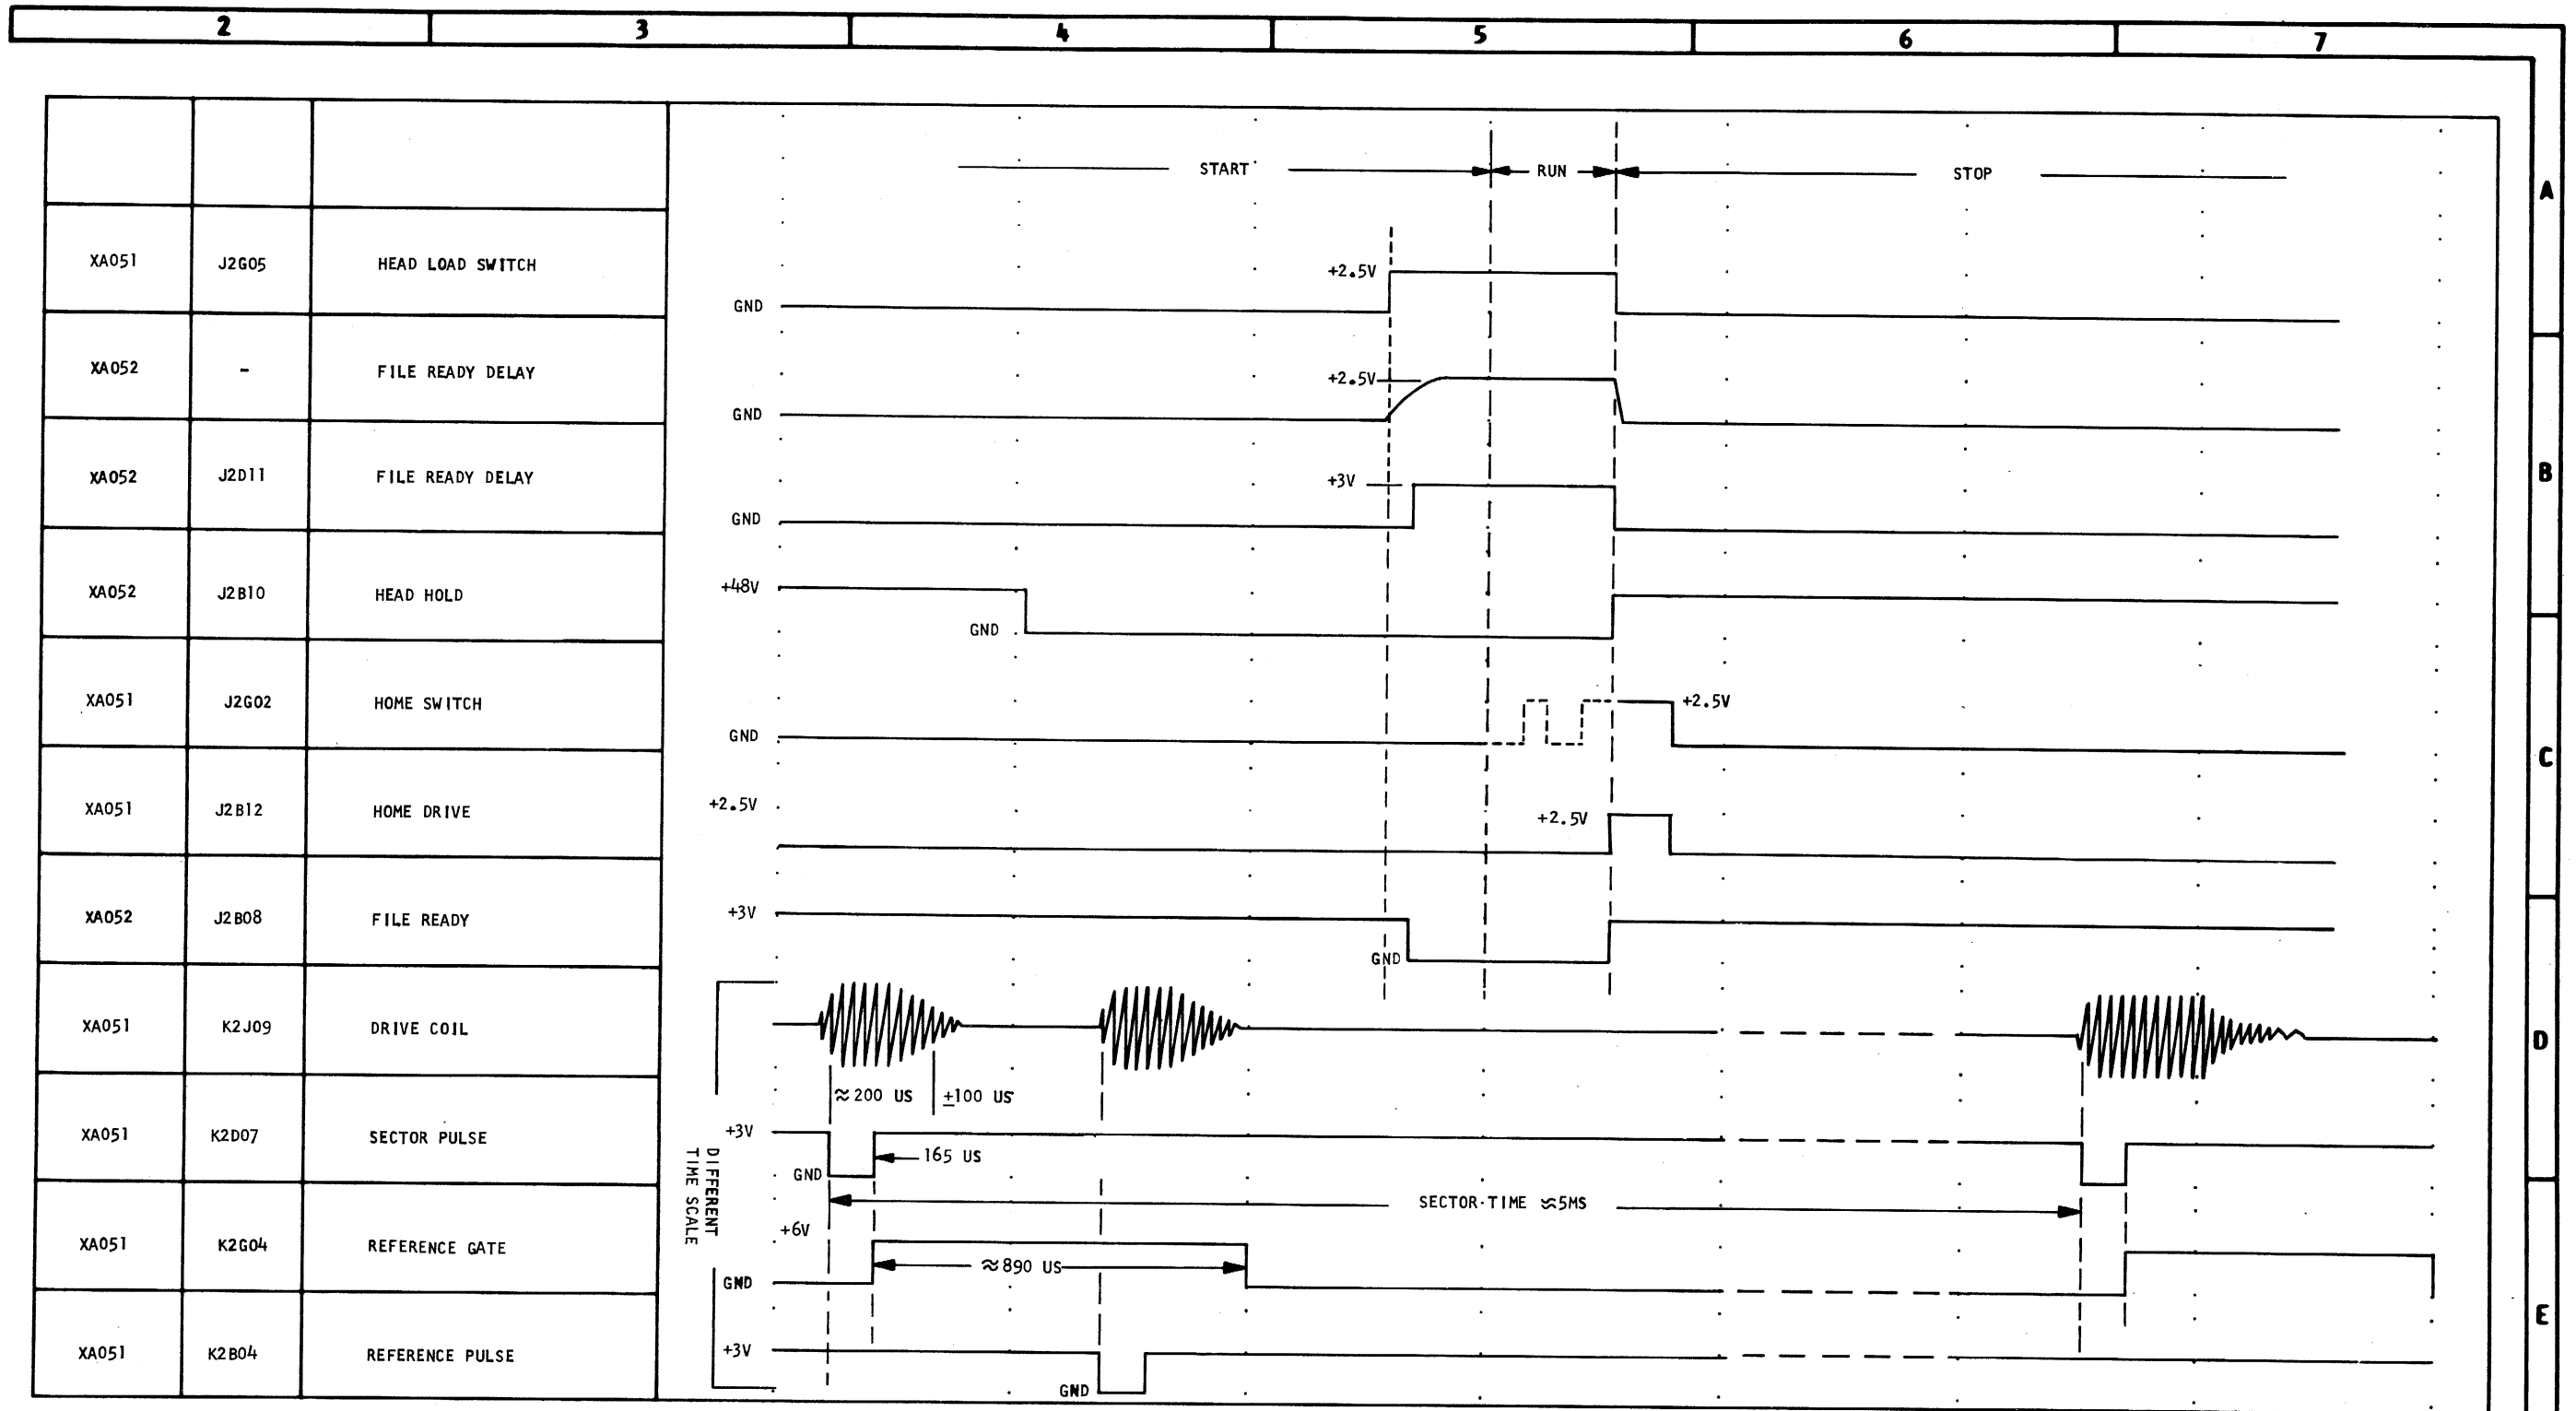 2 3 4 5 6 7
START RUN STOP
A
XA051 J2G05 HEAD LOAD SWITCH
+2.5V
GND
XA052 - FILE READY DELAY
+2.5V
GND
XA052 J2D11 FILE READY DELAY
+3V
GND
B
XA052 J2B10 HEAD HOLD
+48V
GND
XA051 J2G02 HOME SWITCH
+2.5V
GND
C
XA051 J2B12 HOME DRIVE
+2.5V
+2.5V
XA052 J2B08 FILE READY
+3V
GND
XA051 K2J09 DRIVE COIL
D
≈200 US ±100 US
XA051 K2D07 SECTOR PULSE
+3V
165 US
GND
DIFFERENT
TIME SCALE
SECTOR·TIME ≈5MS
XA051 K2G04 REFERENCE GATE
+6V
≈890 US
GND
E
XA051 K2B04 REFERENCE PULSE
+3V
GND